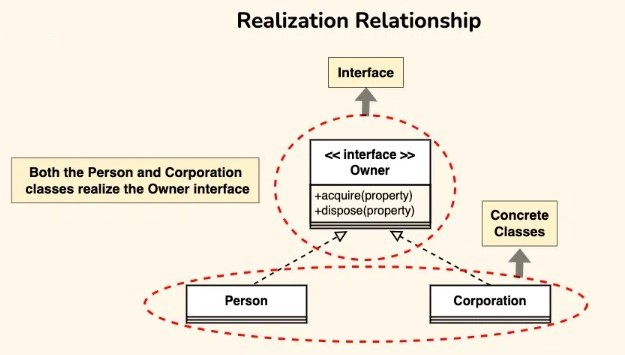 Realization Relationship
Interface
<< interface >>
Owner
+acquire(property)
+dispose(property)
Both the Person and Corporation
classes realize the Owner interface
Concrete
Classes
Person
Corporation